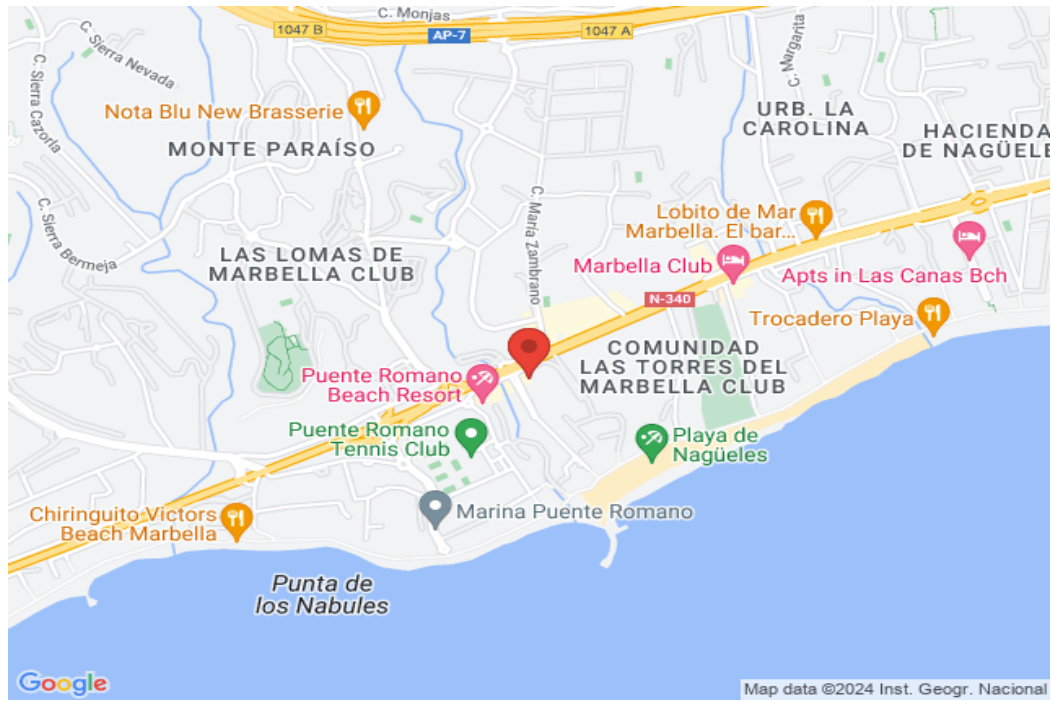 C. Monjas
1047 B
AP-7
1047 A
C. Sierra Nevada
C. Sierra Cazorla
C. Margarita
Nota Blu New Brasserie
MONTE PARAÍSO
URB. LA
CAROLINA
HACIENDA
DE NAGÜELE
C. Sierra Bermeja
C. María Zambrano
Lobito de Mar
Marbella. El bar...
LAS LOMAS DE
MARBELLA CLUB
Marbella Club
Apts in Las Canas Bch
N-340
Trocadero Playa
COMUNIDAD
LAS TORRES DEL
MARBELLA CLUB
Puente Romano
Beach Resort
Puente Romano
Tennis Club
Playa de
Nagüeles
Chiringuito Victors
Beach Marbella
Marina Puente Romano
Punta de
los Nabules
Google
Map data ©2024 Inst. Geogr. Nacional